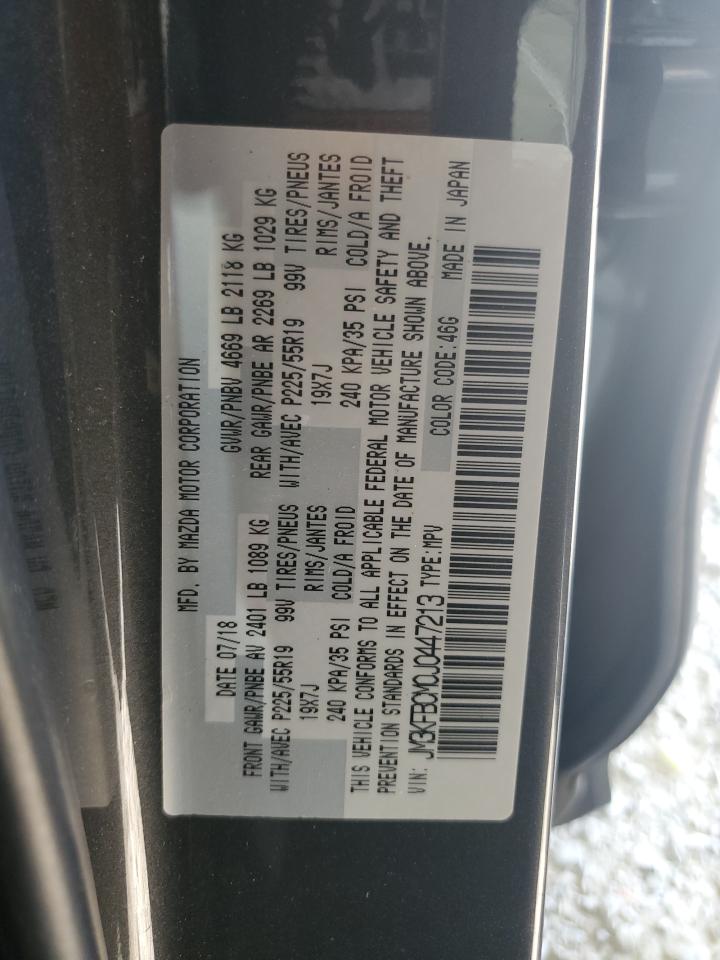 MFD. BY MAZDA MOTOR CORPORATION
DATE 07/18 GVWR/PNBV 4669 LB 2118 KG
FRONT GAWR/PNBE AV 2401 LB 1089 KG REAR GAWR/PNBE AR 2269 LB 1029 KG
WITH/AVEC P225/55R19 99V TIRES/PNEUS WITH/AVEC P225/55R19 99V TIRES/PNEUS
19X7J RIMS/JANTES 19X7J RIMS/JANTES
240 KPA/35 PSI COLD/A FROID 240 KPA/35 PSI COLD/A FROID
THIS VEHICLE CONFORMS TO ALL APPLICABLE FEDERAL MOTOR VEHICLE SAFETY AND THEFT
PREVENTION STANDARDS IN EFFECT ON THE DATE OF MANUFACTURE SHOWN ABOVE.
VIN: JM3KFBCM0J0447213 TYPE:MPV COLOR CODE:46G MADE IN JAPAN